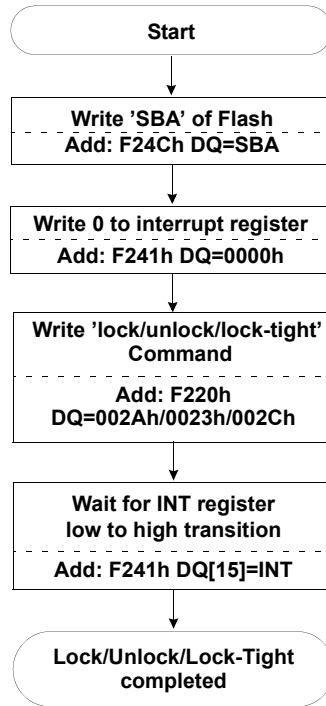 Start
Write ’SBA’ of Flash
Add: F24Ch DQ=SBA
Write 0 to interrupt register
Add: F241h DQ=0000h
Write ’lock/unlock/lock-tight’
Command
Add: F220h
DQ=002Ah/0023h/002Ch
Wait for INT register
low to high transition
Add: F241h DQ[15]=INT
Lock/Unlock/Lock-Tight
completed